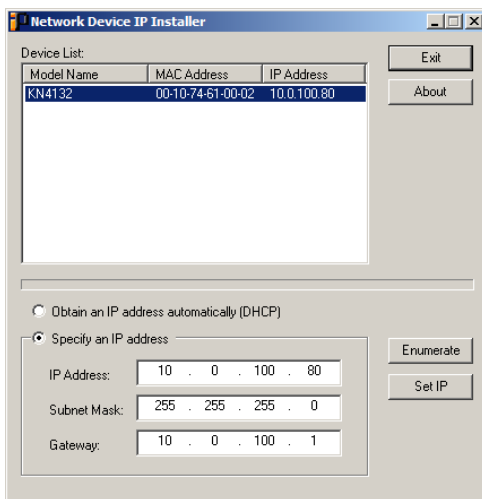 Network Device IP Installer
Device List:
Exit
Model Name MAC Address IP Address
KN4132 00-10-74-61-00-02 10.0.100.80
About
Obtain an IP address automatically (DHCP)
Specify an IP address
Enumerate
IP Address: 10 . 0 . 100 . 80
Set IP
Subnet Mask: 255 . 255 . 255 . 0
Gateway: 10 . 0 . 100 . 1